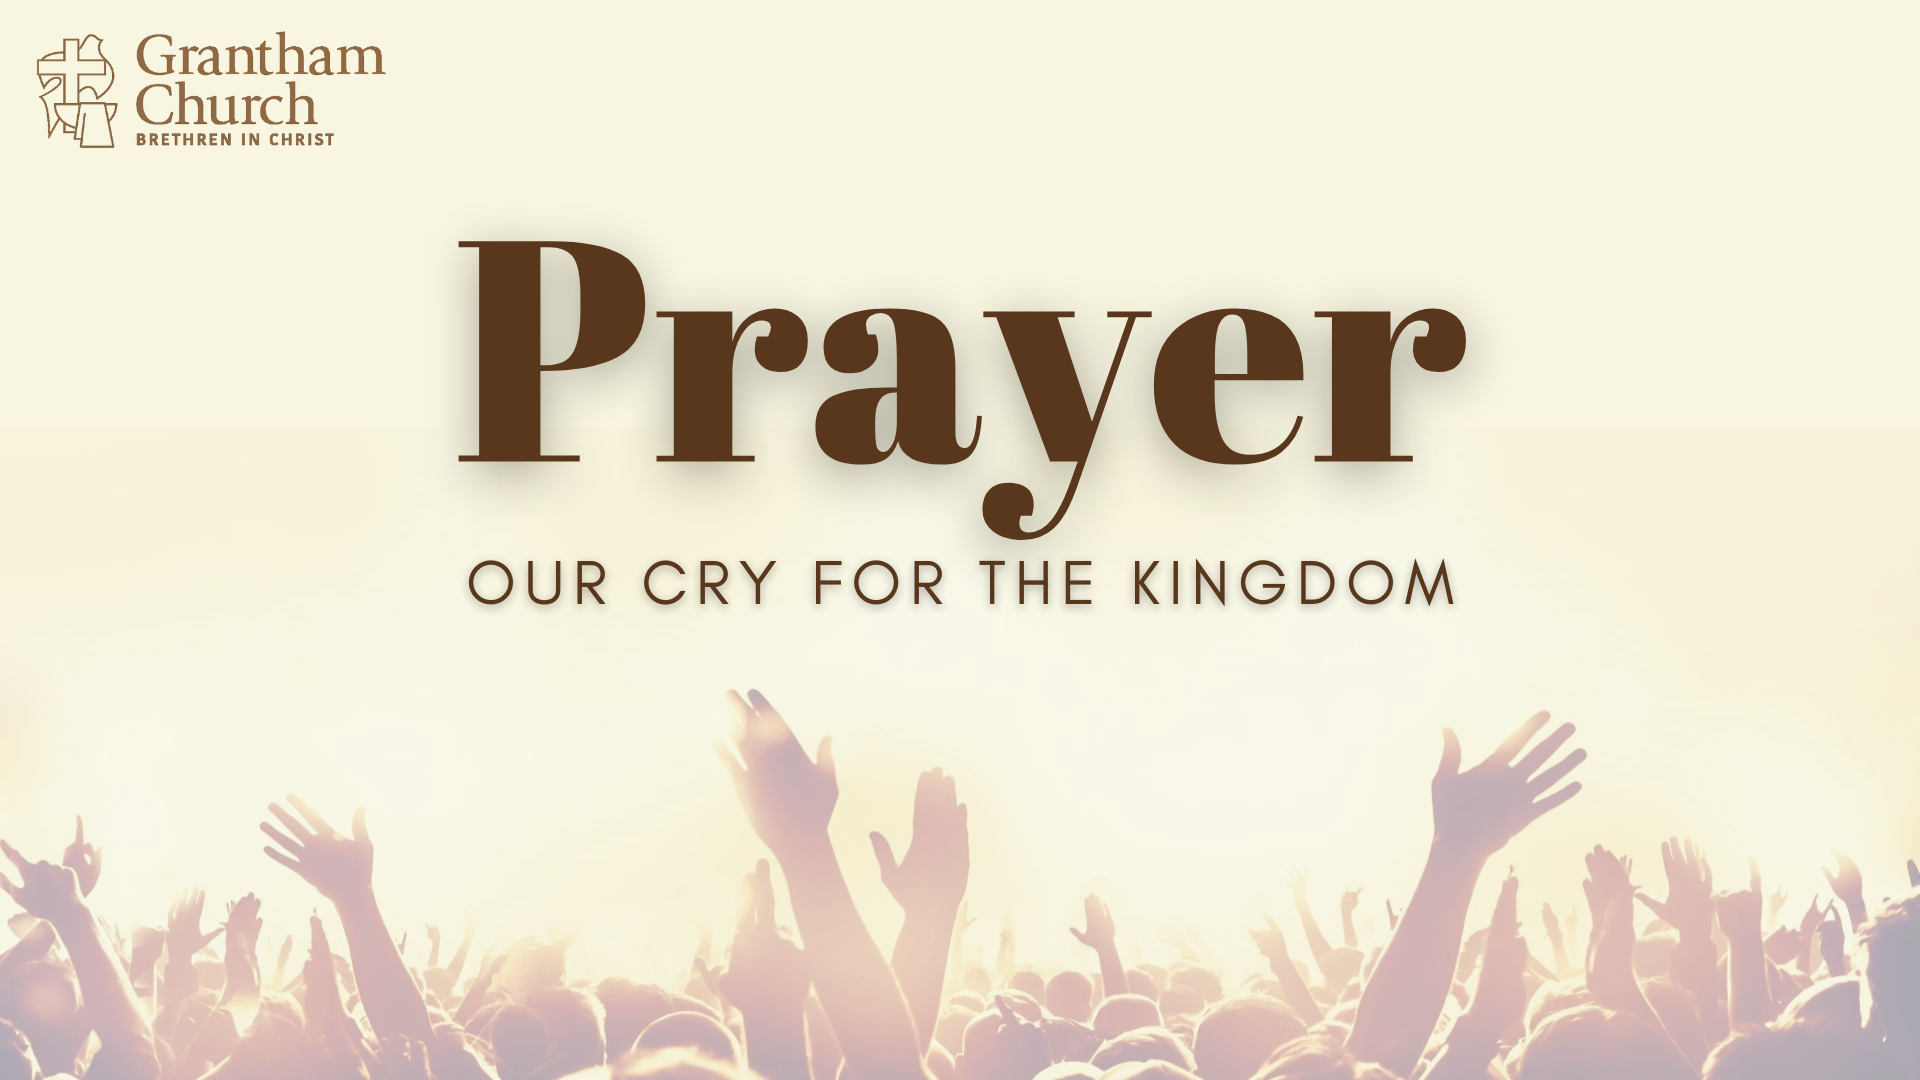 Grantham
Church
BRETHREN IN CHRIST
Prayer
OUR CRY FOR THE KINGDOM